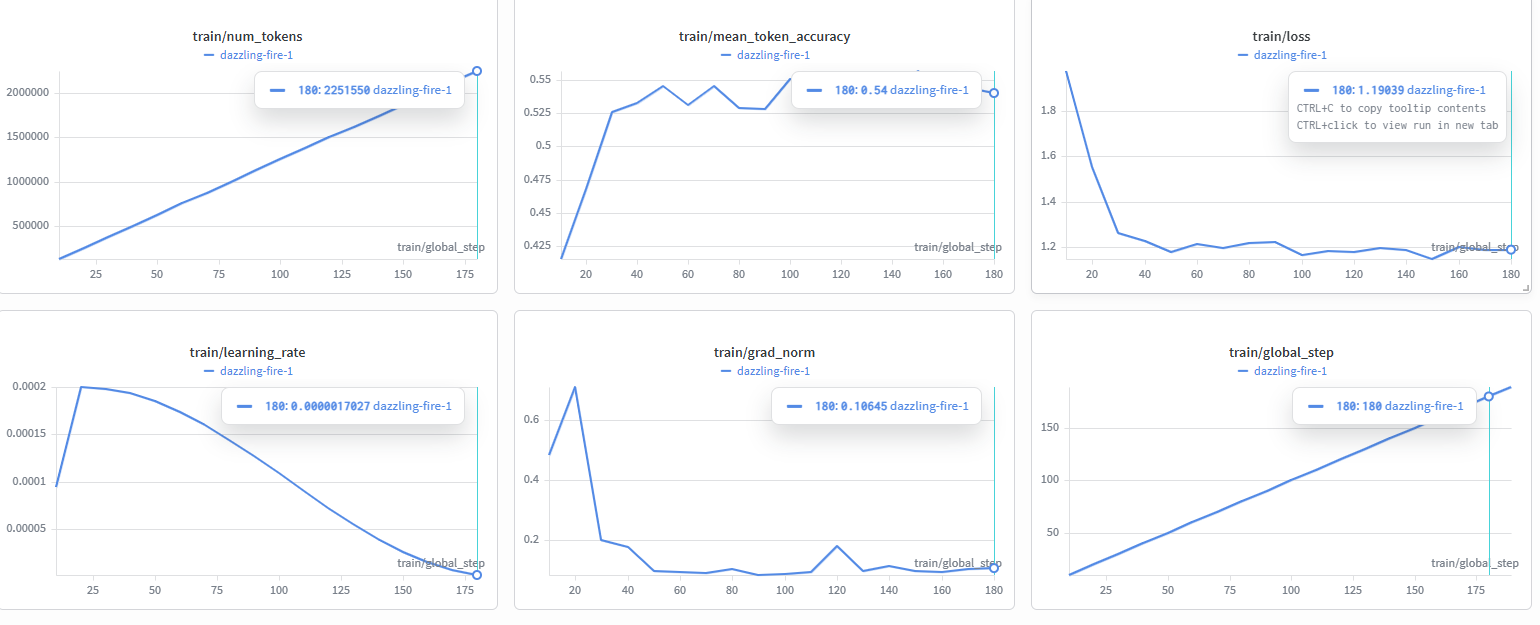 train/num_tokens
dazzling-fire-1
180: 2251550 dazzling-fire-1
2000000
1500000
1000000
500000
train/global_step
25 50 75 100 125 150 175
train/mean_token_accuracy
dazzling-fire-1
180: 0.54 dazzling-fire-1
0.55
0.525
0.5
0.475
0.45
0.425
train/global_step
20 40 60 80 100 120 140 160 180
train/loss
dazzling-fire-1
180: 1.19039 dazzling-fire-1
CTRL+C to copy tooltip contents
CTRL+click to view run in new tab
1.8
1.6
1.4
1.2
train/global_step
20 40 60 80 100 120 140 160 180
train/learning_rate
dazzling-fire-1
180: 0.0000017027 dazzling-fire-1
0.0002
0.00015
0.0001
0.00005
train/global_step
25 50 75 100 125 150 175
train/grad_norm
dazzling-fire-1
180: 0.10645 dazzling-fire-1
0.6
0.4
0.2
train/global_step
20 40 60 80 100 120 140 160 180
train/global_step
dazzling-fire-1
180: 180 dazzling-fire-1
150
100
50
train/global_step
25 50 75 100 125 150 175